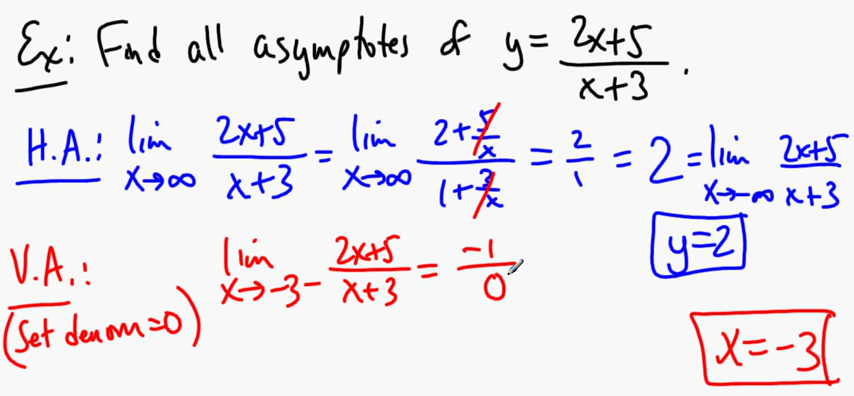 Ex: Find all asymptotes of y = (2x+5)/(x+3).
H.A.: lim x→∞ (2x+5)/(x+3) = lim x→∞ (2+5/x)/(1+3/x) = 2/1 = 2 = lim x→-∞ (2x+5)/(x+3)
y=2
V.A.: lim x→-3- (2x+5)/(x+3) = -1/0
(Set denom=0)
x=-3